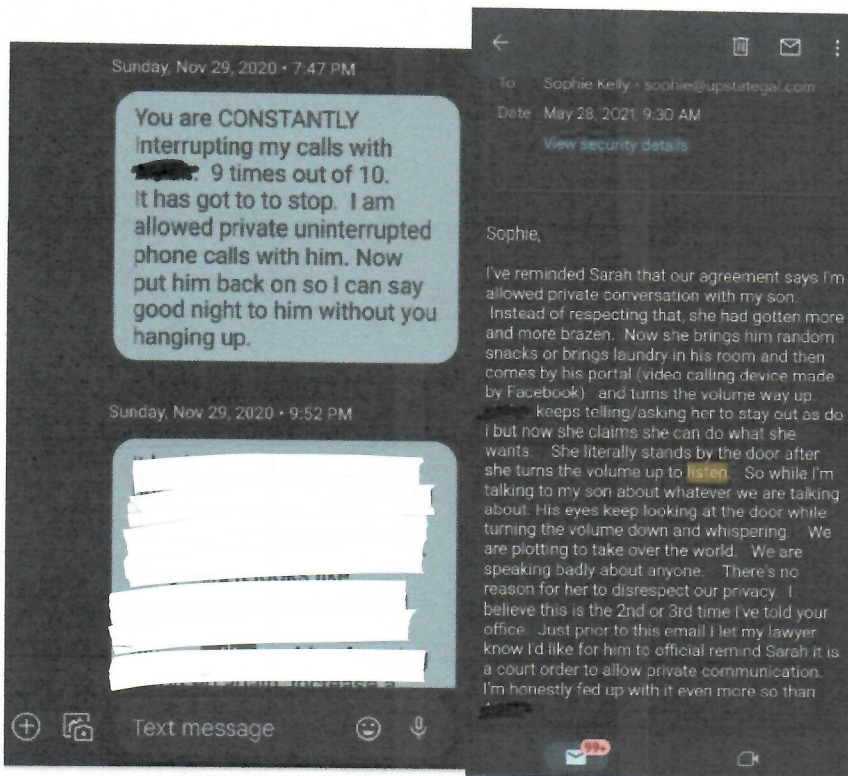 Sunday, Nov 29, 2020 • 7:47 PM
You are CONSTANTLY
Interrupting my calls with
9 times out of 10.
It has got to to stop. I am
allowed private uninterrupted
phone calls with him. Now
put him back on so I can say
good night to him without you
hanging up.
Sunday, Nov 29, 2020 • 9:52 PM
Text message
To Sophie Kelly - sophie@upstategal.com
Date May 28, 2021, 9:30 AM
View security details
Sophie,
I've reminded Sarah that our agreement says I'm
allowed private conversation with my son.
Instead of respecting that, she had gotten more
and more brazen. Now she brings him random
snacks or brings laundry in his room and then
comes by his portal (video calling device made
by Facebook) and turns the volume way up.
keeps telling/asking her to stay out as do
I but now she claims she can do what she
wants. She literally stands by the door after
she turns the volume up to listen. So while I'm
talking to my son about whatever we are talking
about. His eyes keep looking at the door while
turning the volume down and whispering. We
are plotting to take over the world. We are
speaking badly about anyone. There's no
reason for her to disrespect our privacy. I
believe this is the 2nd or 3rd time I've told your
office. Just prior to this email I let my lawyer
know I'd like for him to official remind Sarah it is
a court order to allow private communication.
I'm honestly fed up with it even more so than
99+